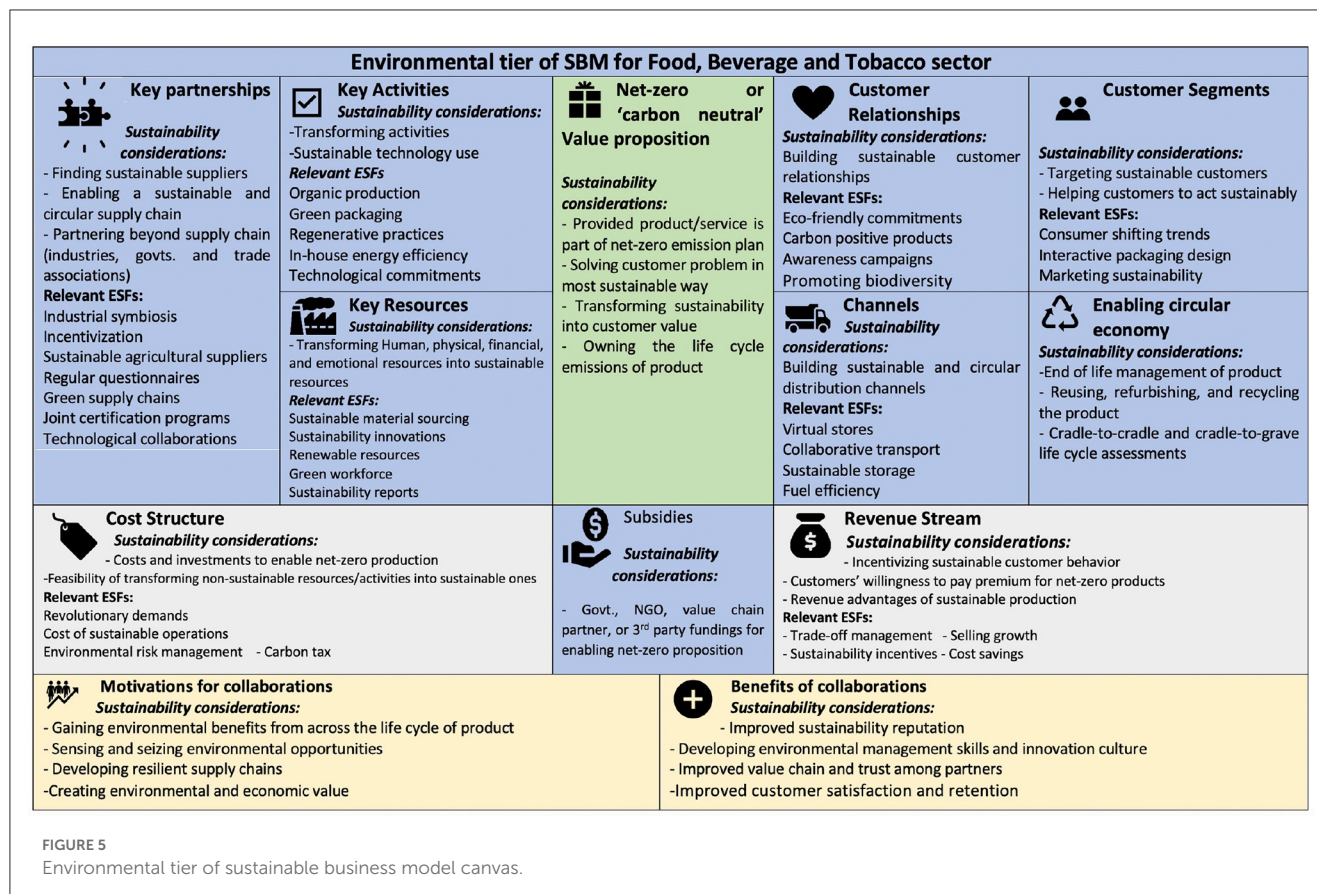 Environmental tier of SBM for Food, Beverage and Tobacco sector
Key partnerships
Sustainability
considerations:
- Finding sustainable suppliers
- Enabling a sustainable and
circular supply chain
- Partnering beyond supply chain
(industries, govts. and trade
associations)
Relevant ESFs:
Industrial symbiosis
Incentivization
Sustainable agricultural suppliers
Regular questionnaires
Green supply chains
Joint certification programs
Technological collaborations
Key Activities
Sustainability considerations:
-Transforming activities
-Sustainable technology use
Relevant ESFs
Organic production
Green packaging
Regenerative practices
In-house energy efficiency
Technological commitments
Key Resources
Sustainability considerations:
- Transforming Human, physical, financial,
and emotional resources into sustainable
resources
Relevant ESFs:
Sustainable material sourcing
Sustainability innovations
Renewable resources
Green workforce
Sustainability reports
Net-zero or
'carbon neutral'
Value proposition
Sustainability
considerations:
- Provided product/service is
part of net-zero emission plan
- Solving customer problem in
most sustainable way
- Transforming sustainability
into customer value
- Owning the life cycle
emissions of product
Customer
Relationships
Sustainability considerations:
Building sustainable customer
relationships
Relevant ESFs:
Eco-friendly commitments
Carbon positive products
Awareness campaigns
Promoting biodiversity
Channels
Sustainability
considerations:
Building sustainable and circular
distribution channels
Relevant ESFs:
Virtual stores
Collaborative transport
Sustainable storage
Fuel efficiency
Customer Segments
Sustainability considerations:
- Targeting sustainable customers
- Helping customers to act sustainably
Relevant ESFs:
Consumer shifting trends
Interactive packaging design
Marketing sustainability
Enabling circular
economy
Sustainability considerations:
-End of life management of product
- Reusing, refurbishing, and recycling
the product
- Cradle-to-cradle and cradle-to-grave
life cycle assessments
Cost Structure
Sustainability considerations:
- Costs and investments to enable net-zero production
-Feasibility of transforming non-sustainable resources/activities into sustainable ones
Relevant ESFs:
Revolutionary demands
Cost of sustainable operations
Environmental risk management - Carbon tax
Subsidies
Sustainability
considerations:
- Govt., NGO, value chain
partner, or 3rd party fundings for
enabling net-zero proposition
Revenue Stream
Sustainability considerations:
- Incentivizing sustainable customer behavior
- Customers' willingness to pay premium for net-zero products
- Revenue advantages of sustainable production
Relevant ESFs:
- Trade-off management - Selling growth
- Sustainability incentives - Cost savings
Motivations for collaborations
Sustainability considerations:
- Gaining environmental benefits from across the life cycle of product
- Sensing and seizing environmental opportunities
- Developing resilient supply chains
-Creating environmental and economic value
Benefits of collaborations
Sustainability considerations:
- Improved sustainability reputation
- Developing environmental management skills and innovation culture
- Improved value chain and trust among partners
-Improved customer satisfaction and retention
FIGURE 5
Environmental tier of sustainable business model canvas.